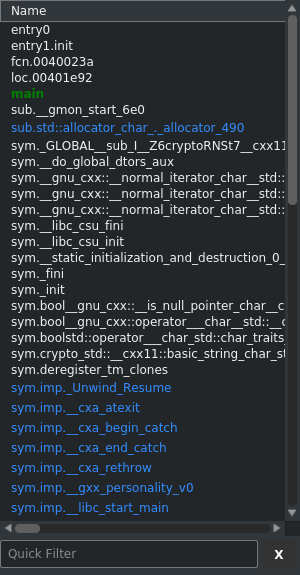 Name
entry0
entry1.init
fcn.0040023a
loc.00401e92
main
sub.__gmon_start_6e0
sub.std::allocator_char_._allocator_490
sym._GLOBAL__sub_I__Z6cryptoRNSt7__cxx11
sym.__do_global_dtors_aux
sym.__gnu_cxx::__normal_iterator_char__std::
sym.__gnu_cxx::__normal_iterator_char__std::
sym.__gnu_cxx::__normal_iterator_char__std::
sym.__libc_csu_fini
sym.__libc_csu_init
sym.__static_initialization_and_destruction_0_
sym._fini
sym._init
sym.bool__gnu_cxx::__is_null_pointer_char__c
sym.bool__gnu_cxx::operator___char__std::__c
sym.boolstd::operator___char_std::char_traits_
sym.crypto_std::__cxx11::basic_string_char_st
sym.deregister_tm_clones
sym.imp._Unwind_Resume
sym.imp.__cxa_atexit
sym.imp.__cxa_begin_catch
sym.imp.__cxa_end_catch
sym.imp.__cxa_rethrow
sym.imp.__gxx_personality_v0
sym.imp.__libc_start_main
Quick Filter
X